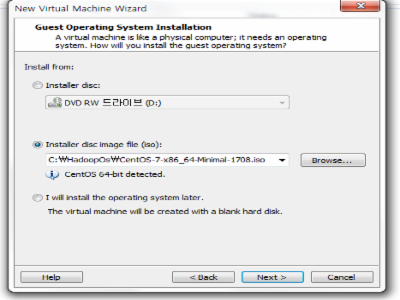 New Virtual Machine Wizard
Guest Operating System Installation
A virtual machine is like a physical computer; it needs an operating
system. How will you install the guest operating system?
Install from:
Installer disc:
DVD RW 드라이브 (D:)
Installer disc image file (iso):
C:₩HadoopOs₩CentOS-7-x86_64-Minimal-1708.iso
Browse...
CentOS 64-bit detected.
I will install the operating system later.
The virtual machine will be created with a blank hard disk.
Help
< Back
Next >
Cancel